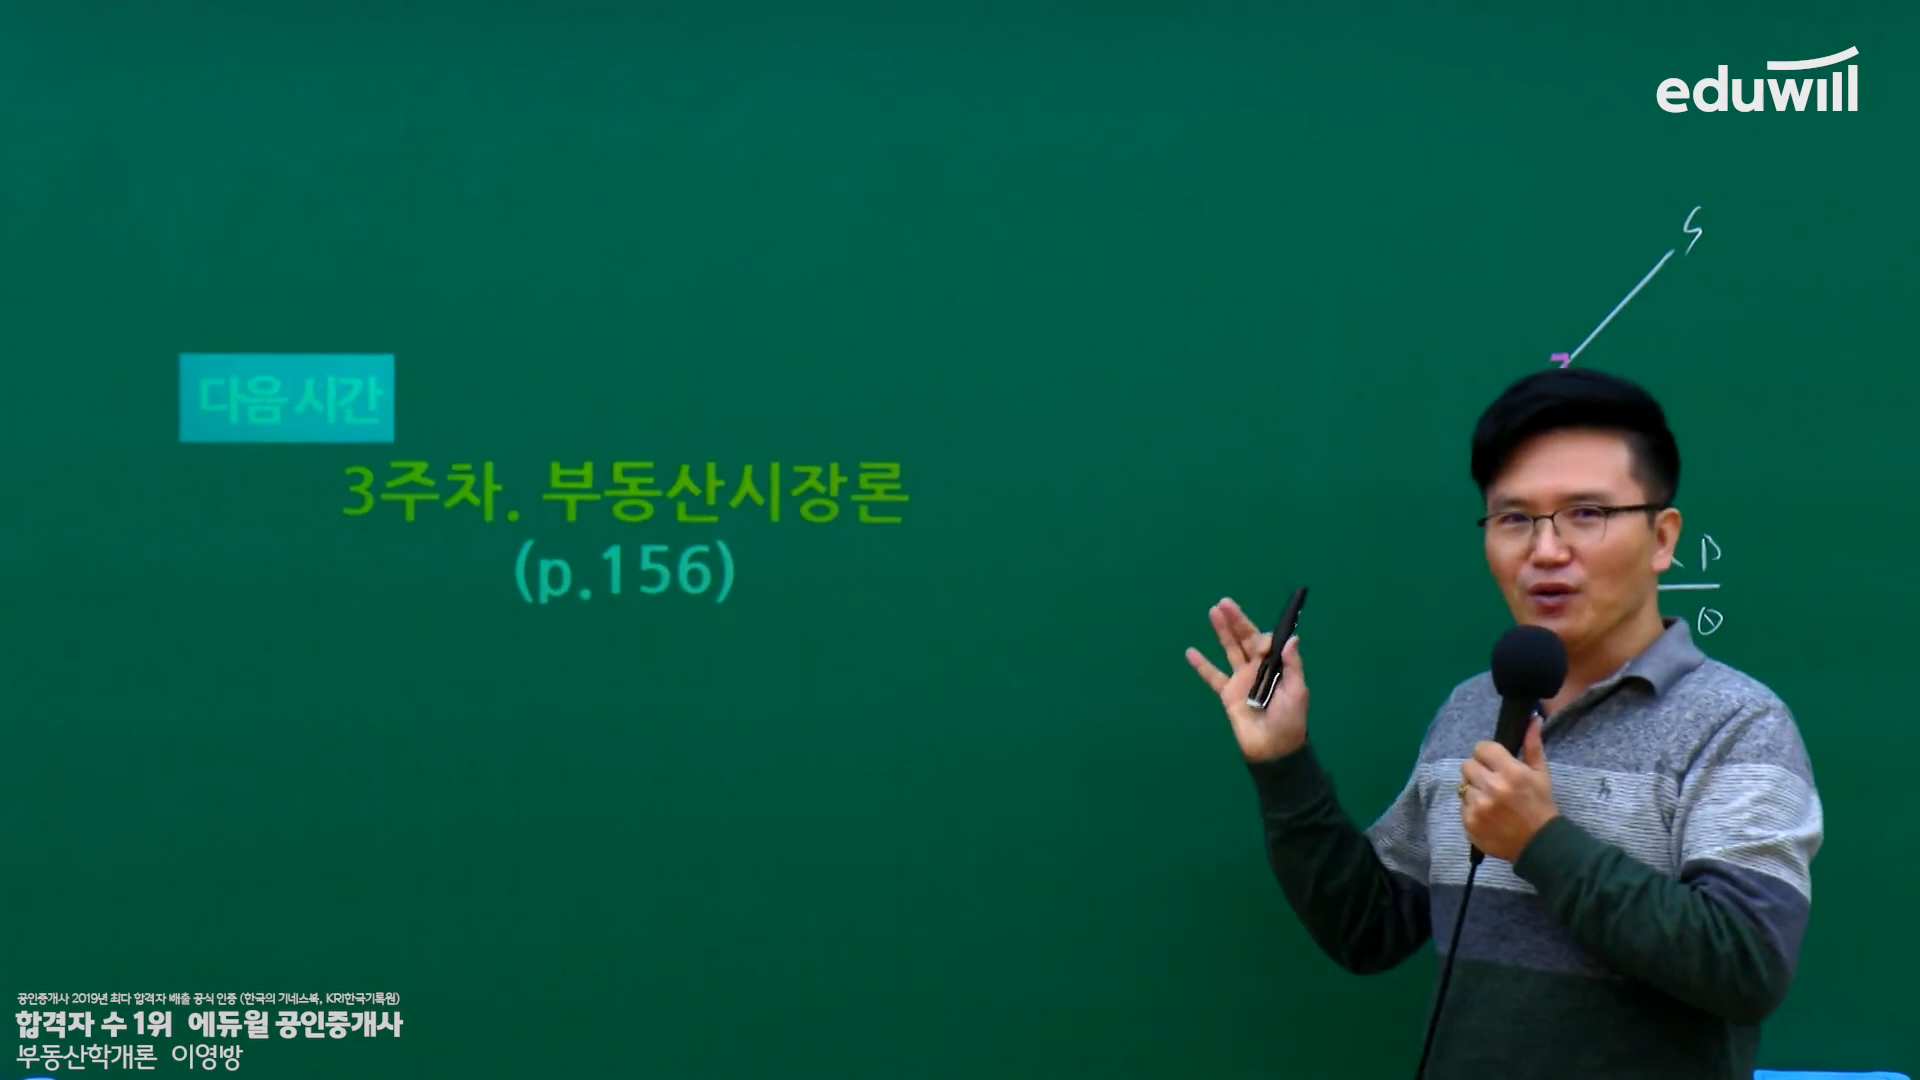 eduwill
S
다음 시간
3주차. 부동산시장론
(p.156)
P
공인중개사 2019년 최다 합격자 배출 공식 인증 (한국의 기네스북, KRI한국기록원)
합격자 수 1위 에듀윌 공인중개사
부동산학개론 이영방